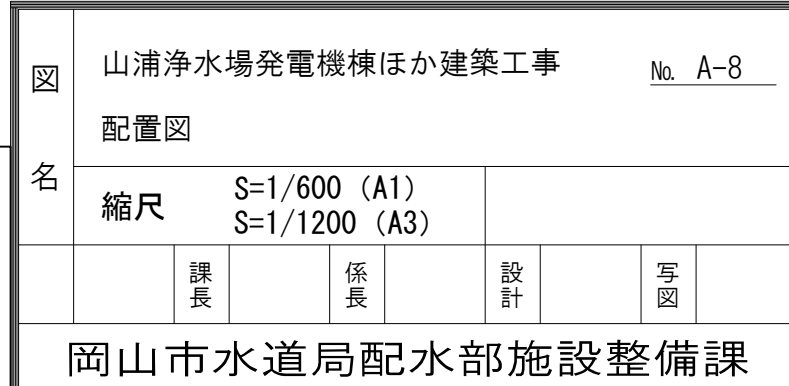 図名
山浦浄水場発電機棟ほか建築工事
№ A-8
配置図
縮尺
S=1/600（A1）
S=1/1200（A3）
課長
係長
設計
写図
岡山市水道局配水部施設整備課